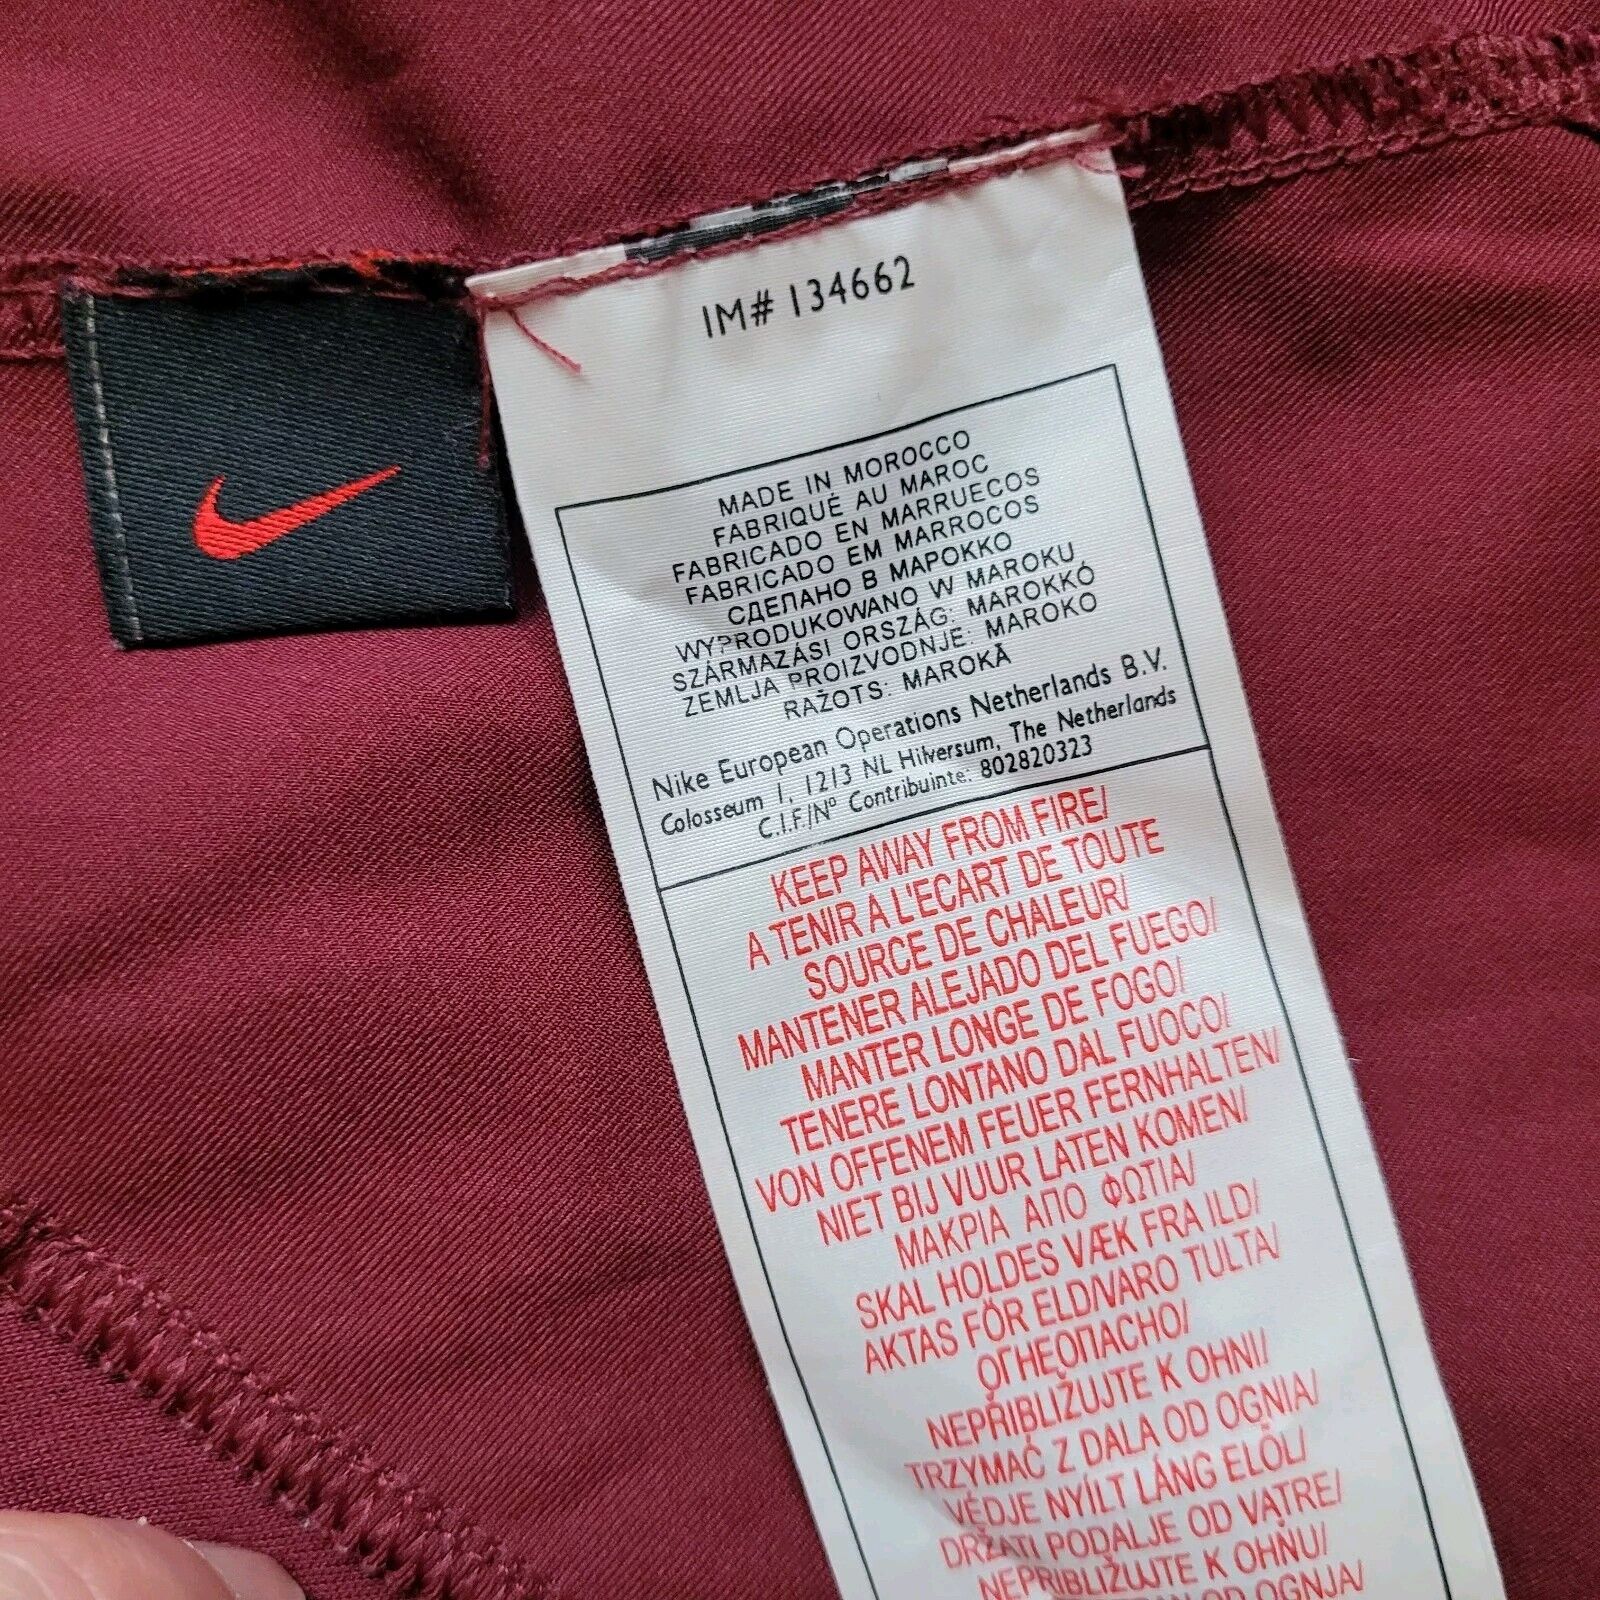 IM# 134662
MADE IN MOROCCO
FABRIQUÉ AU MAROC
FABRICADO EN MARRUECOS
FABRICADO EM MARROCOS
СДЕЛАНО В МАРОККО
WYPRODUKOWANO W MAROKU
SZÁRMAZÁSI ORSZÁG: MAROKKÓ
ZEMLJA PROIZVODNJE: MAROKO
RAŽOTS: MAROKĀ
Nike European Operations Netherlands B.V.
Colosseum 1, 1213 NL Hilversum, The Netherlands
C.I.F./Nº Contribuinte: 802820323
KEEP AWAY FROM FIRE/
A TENIR A L'ECART DE TOUTE
SOURCE DE CHALEUR/
MANTENER ALEJADO DEL FUEGO/
MANTER LONGE DE FOGO/
TENERE LONTANO DAL FUOCO/
VON OFFENEM FEUER FERNHALTEN/
NIET BIJ VUUR LATEN KOMEN/
ΜΑΚΡΙΑ ΑΠΟ ΦΩΤΙΑ/
SKAL HOLDES VÆK FRA ILD/
AKTAS FÖR ELD/VARO TULTA/
ОГНЕОПАСНО/
NEPŘIBLIŽUJTE K OHNI/
TRZYMAĆ Z DALA OD OGNIA/
VÉDJE NYÍLT LÁNG ELŐL/
DRŽATI PODALJE OD VATRE/
NEPRIBLIŽUJTE K OHŇU/
OD OGNJA/